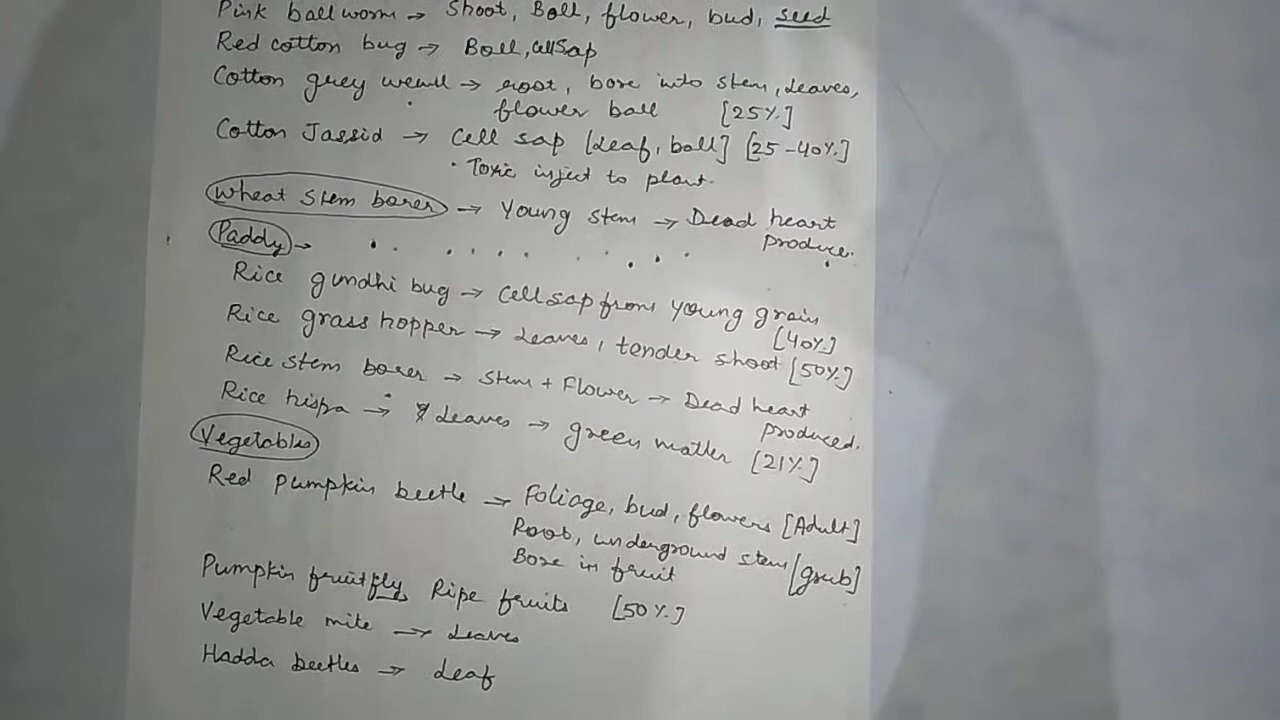 Pink ballworm → Shoot, Boll, flower, bud, seed
Red cotton bug → Boll, cell sap
Cotton grey weevil → root, bore into stem, leaves,
flower ball [25%]
Cotton Jassid → Cell sap [leaf, ball] [25-40%]
• Toxic inject to plant.
Wheat stem borer → Young stem → Dead heart
produce.
Paddy →
Rice gundhi bug → Cell sap from young grain
[40%]
Rice grass hopper → Leaves, tender shoot [50%]
Rice stem borer → Stem + Flower → Dead heart
produced.
Rice hispa → Leaves → green matter [21%]
Vegetables
Red pumpkin beetle → Foliage, bud, flowers [Adult]
Root, underground stem [grub]
Bore in fruit
Pumpkin fruitfly Ripe fruits [50%]
Vegetable mite → Leaves
Hadda beetles → Leaf